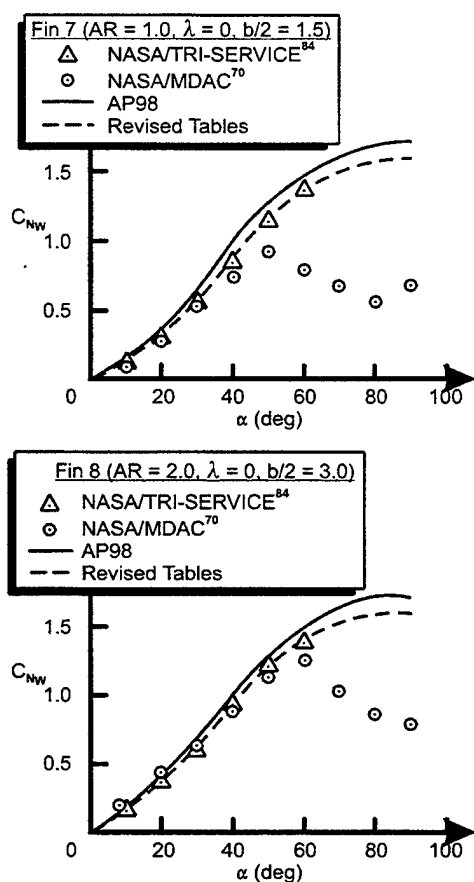 Fin 7 (AR = 1.0, λ = 0, b/2 = 1.5)
NASA/TRI-SERVICE84
NASA/MDAC70
AP98
Revised Tables
1.5
CNW
1.0
0.5
0 20 40 60 80 100
α (deg)
Fin 8 (AR = 2.0, λ = 0, b/2 = 3.0)
NASA/TRI-SERVICE84
NASA/MDAC70
AP98
Revised Tables
1.5
CNW
1.0
0.5
0 20 40 60 80 100
α (deg)